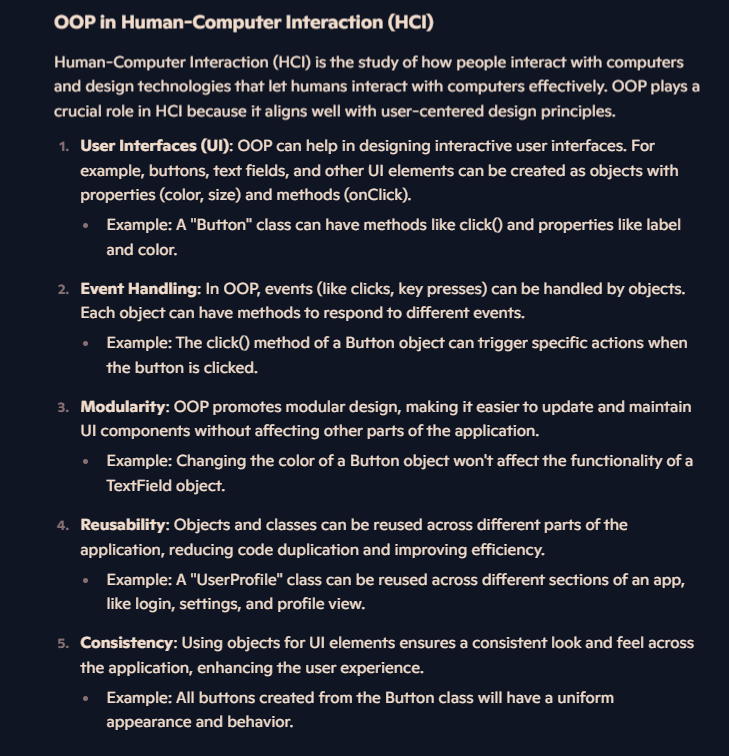 OOP in Human-Computer Interaction (HCI)
Human-Computer Interaction (HCI) is the study of how people interact with computers
and design technologies that let humans interact with computers effectively. OOP plays a
crucial role in HCI because it aligns well with user-centered design principles.
1. User Interfaces (UI): OOP can help in designing interactive user interfaces. For
example, buttons, text fields, and other UI elements can be created as objects with
properties (color, size) and methods (onClick).
• Example: A "Button" class can have methods like click() and properties like label
and color.
2. Event Handling: In OOP, events (like clicks, key presses) can be handled by objects.
Each object can have methods to respond to different events.
• Example: The click() method of a Button object can trigger specific actions when
the button is clicked.
3. Modularity: OOP promotes modular design, making it easier to update and maintain
UI components without affecting other parts of the application.
• Example: Changing the color of a Button object won't affect the functionality of a
TextField object.
4. Reusability: Objects and classes can be reused across different parts of the
application, reducing code duplication and improving efficiency.
• Example: A "UserProfile" class can be reused across different sections of an app,
like login, settings, and profile view.
5. Consistency: Using objects for UI elements ensures a consistent look and feel across
the application, enhancing the user experience.
• Example: All buttons created from the Button class will have a uniform
appearance and behavior.